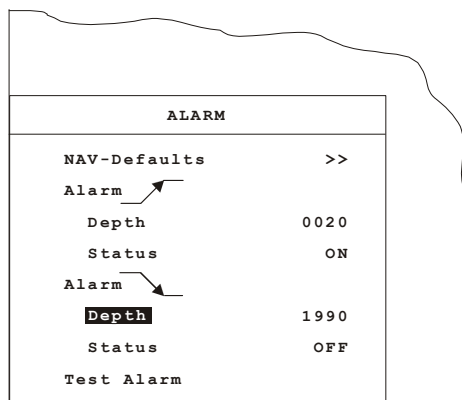 ALARM
NAV-Defaults >>
Alarm
Depth 0020
Status ON
Alarm
Depth 1990
Status OFF
Test Alarm